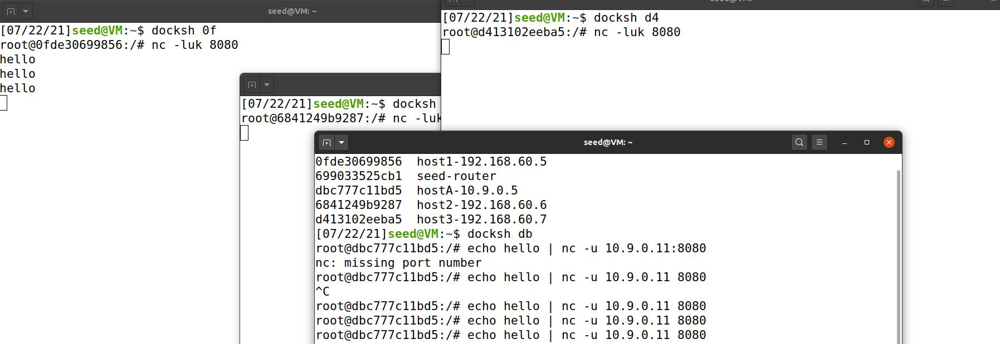 seed@VM: ~
[07/22/21]seed@VM:~$ docksh 0f
root@0fde30699856:/# nc -luk 8080
hello
hello
hello
seed@VM:
[07/22/21]seed@VM:~$ docksh d4
root@d413102eeba5:/# nc -luk 8080
[07/22/21]seed@VM:~$ docksh
root@6841249b9287:/# nc -luk
seed@VM: ~
0fde30699856  host1-192.168.60.5
699033525cb1  seed-router
dbc777c11bd5  hostA-10.9.0.5
6841249b9287  host2-192.168.60.6
d413102eeba5  host3-192.168.60.7
[07/22/21]seed@VM:~$ docksh db
root@dbc777c11bd5:/# echo hello | nc -u 10.9.0.11:8080
nc: missing port number
root@dbc777c11bd5:/# echo hello | nc -u 10.9.0.11 8080
^C
root@dbc777c11bd5:/# echo hello | nc -u 10.9.0.11 8080
root@dbc777c11bd5:/# echo hello | nc -u 10.9.0.11 8080
root@dbc777c11bd5:/# echo hello | nc -u 10.9.0.11 8080